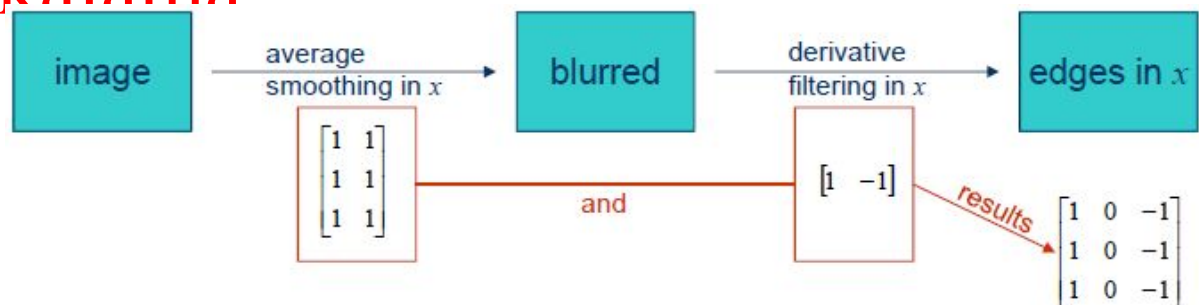 image
average
smoothing in x
blurred
derivative
filtering in x
edges in x
1 1
1 1
1 1
and
[1 -1]
results
1 0 -1
1 0 -1
1 0 -1